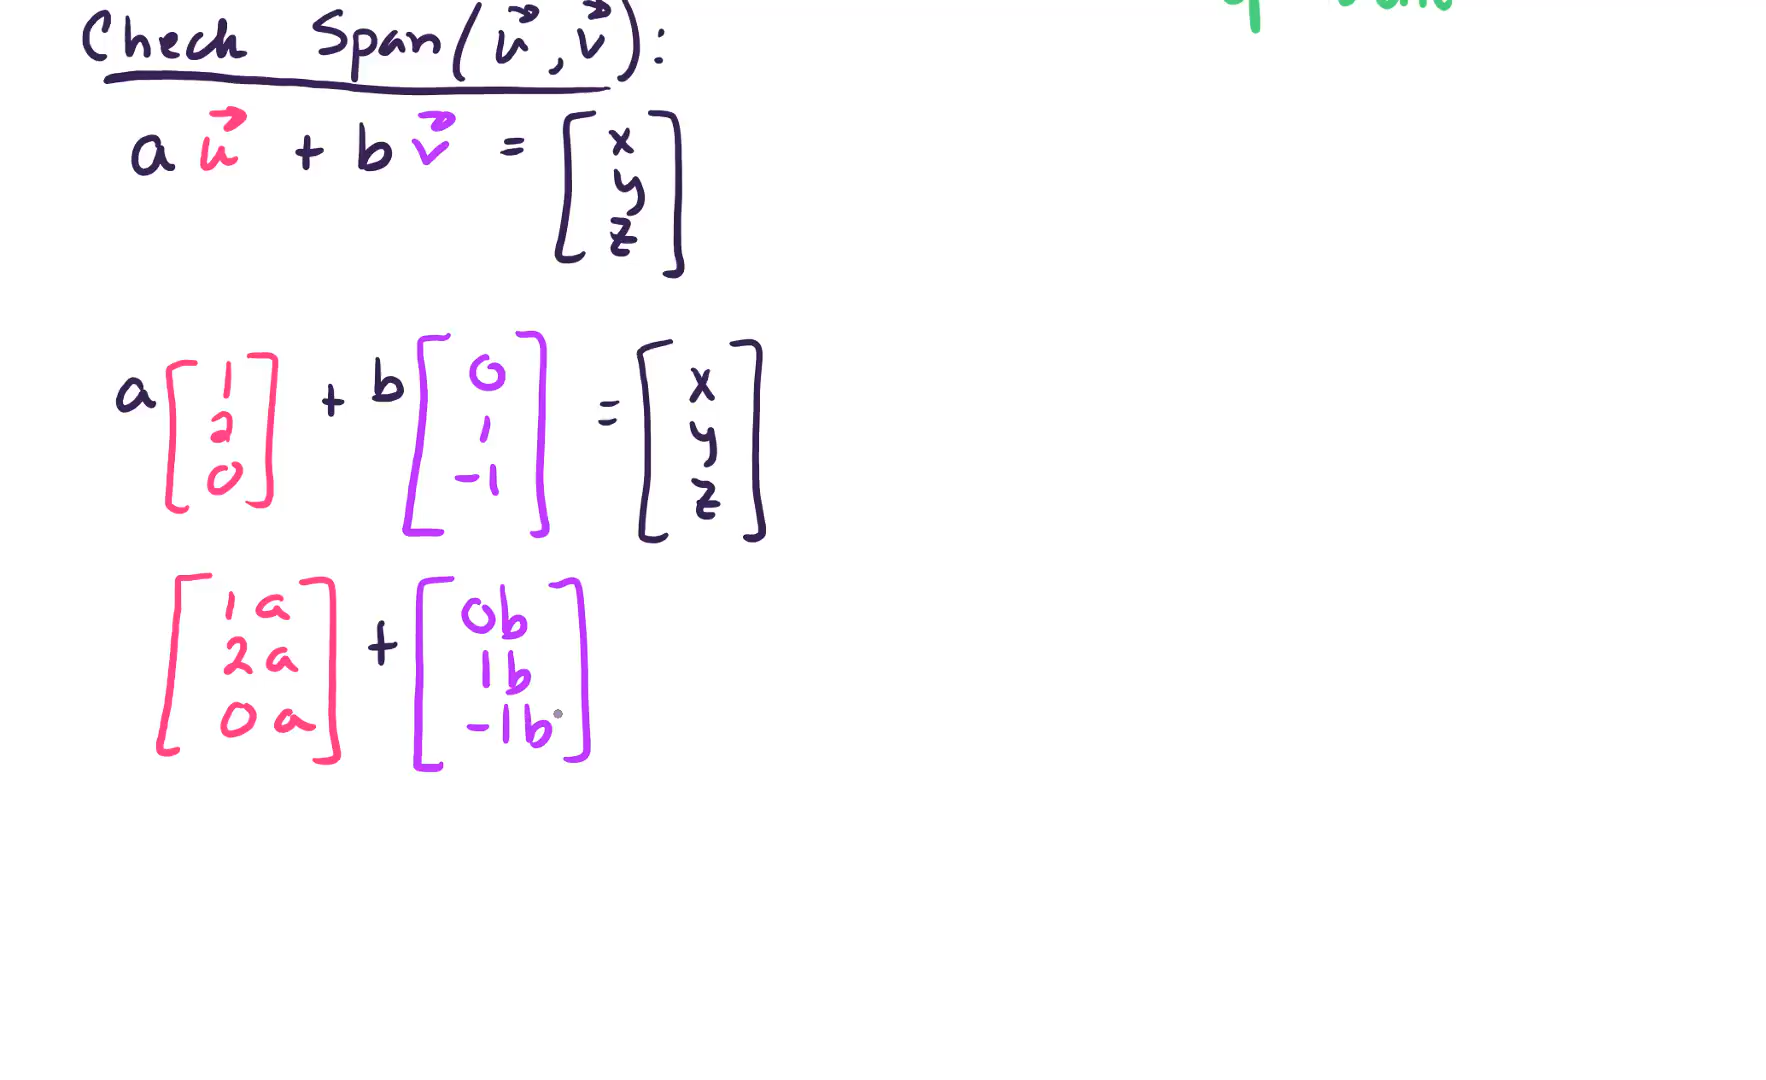 Check Span(u⃗, v⃗):
a u⃗ + b v⃗ = [x y z]
a [1 2 0] + b [0 1 -1] = [x y z]
[1a 2a 0a] + [0b 1b -1b]